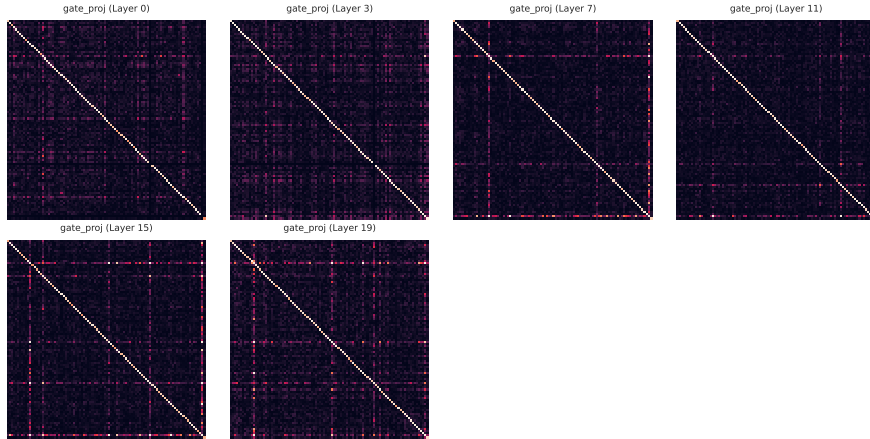 gate_proj (Layer 0)
gate_proj (Layer 3)
gate_proj (Layer 7)
gate_proj (Layer 11)
gate_proj (Layer 15)
gate_proj (Layer 19)